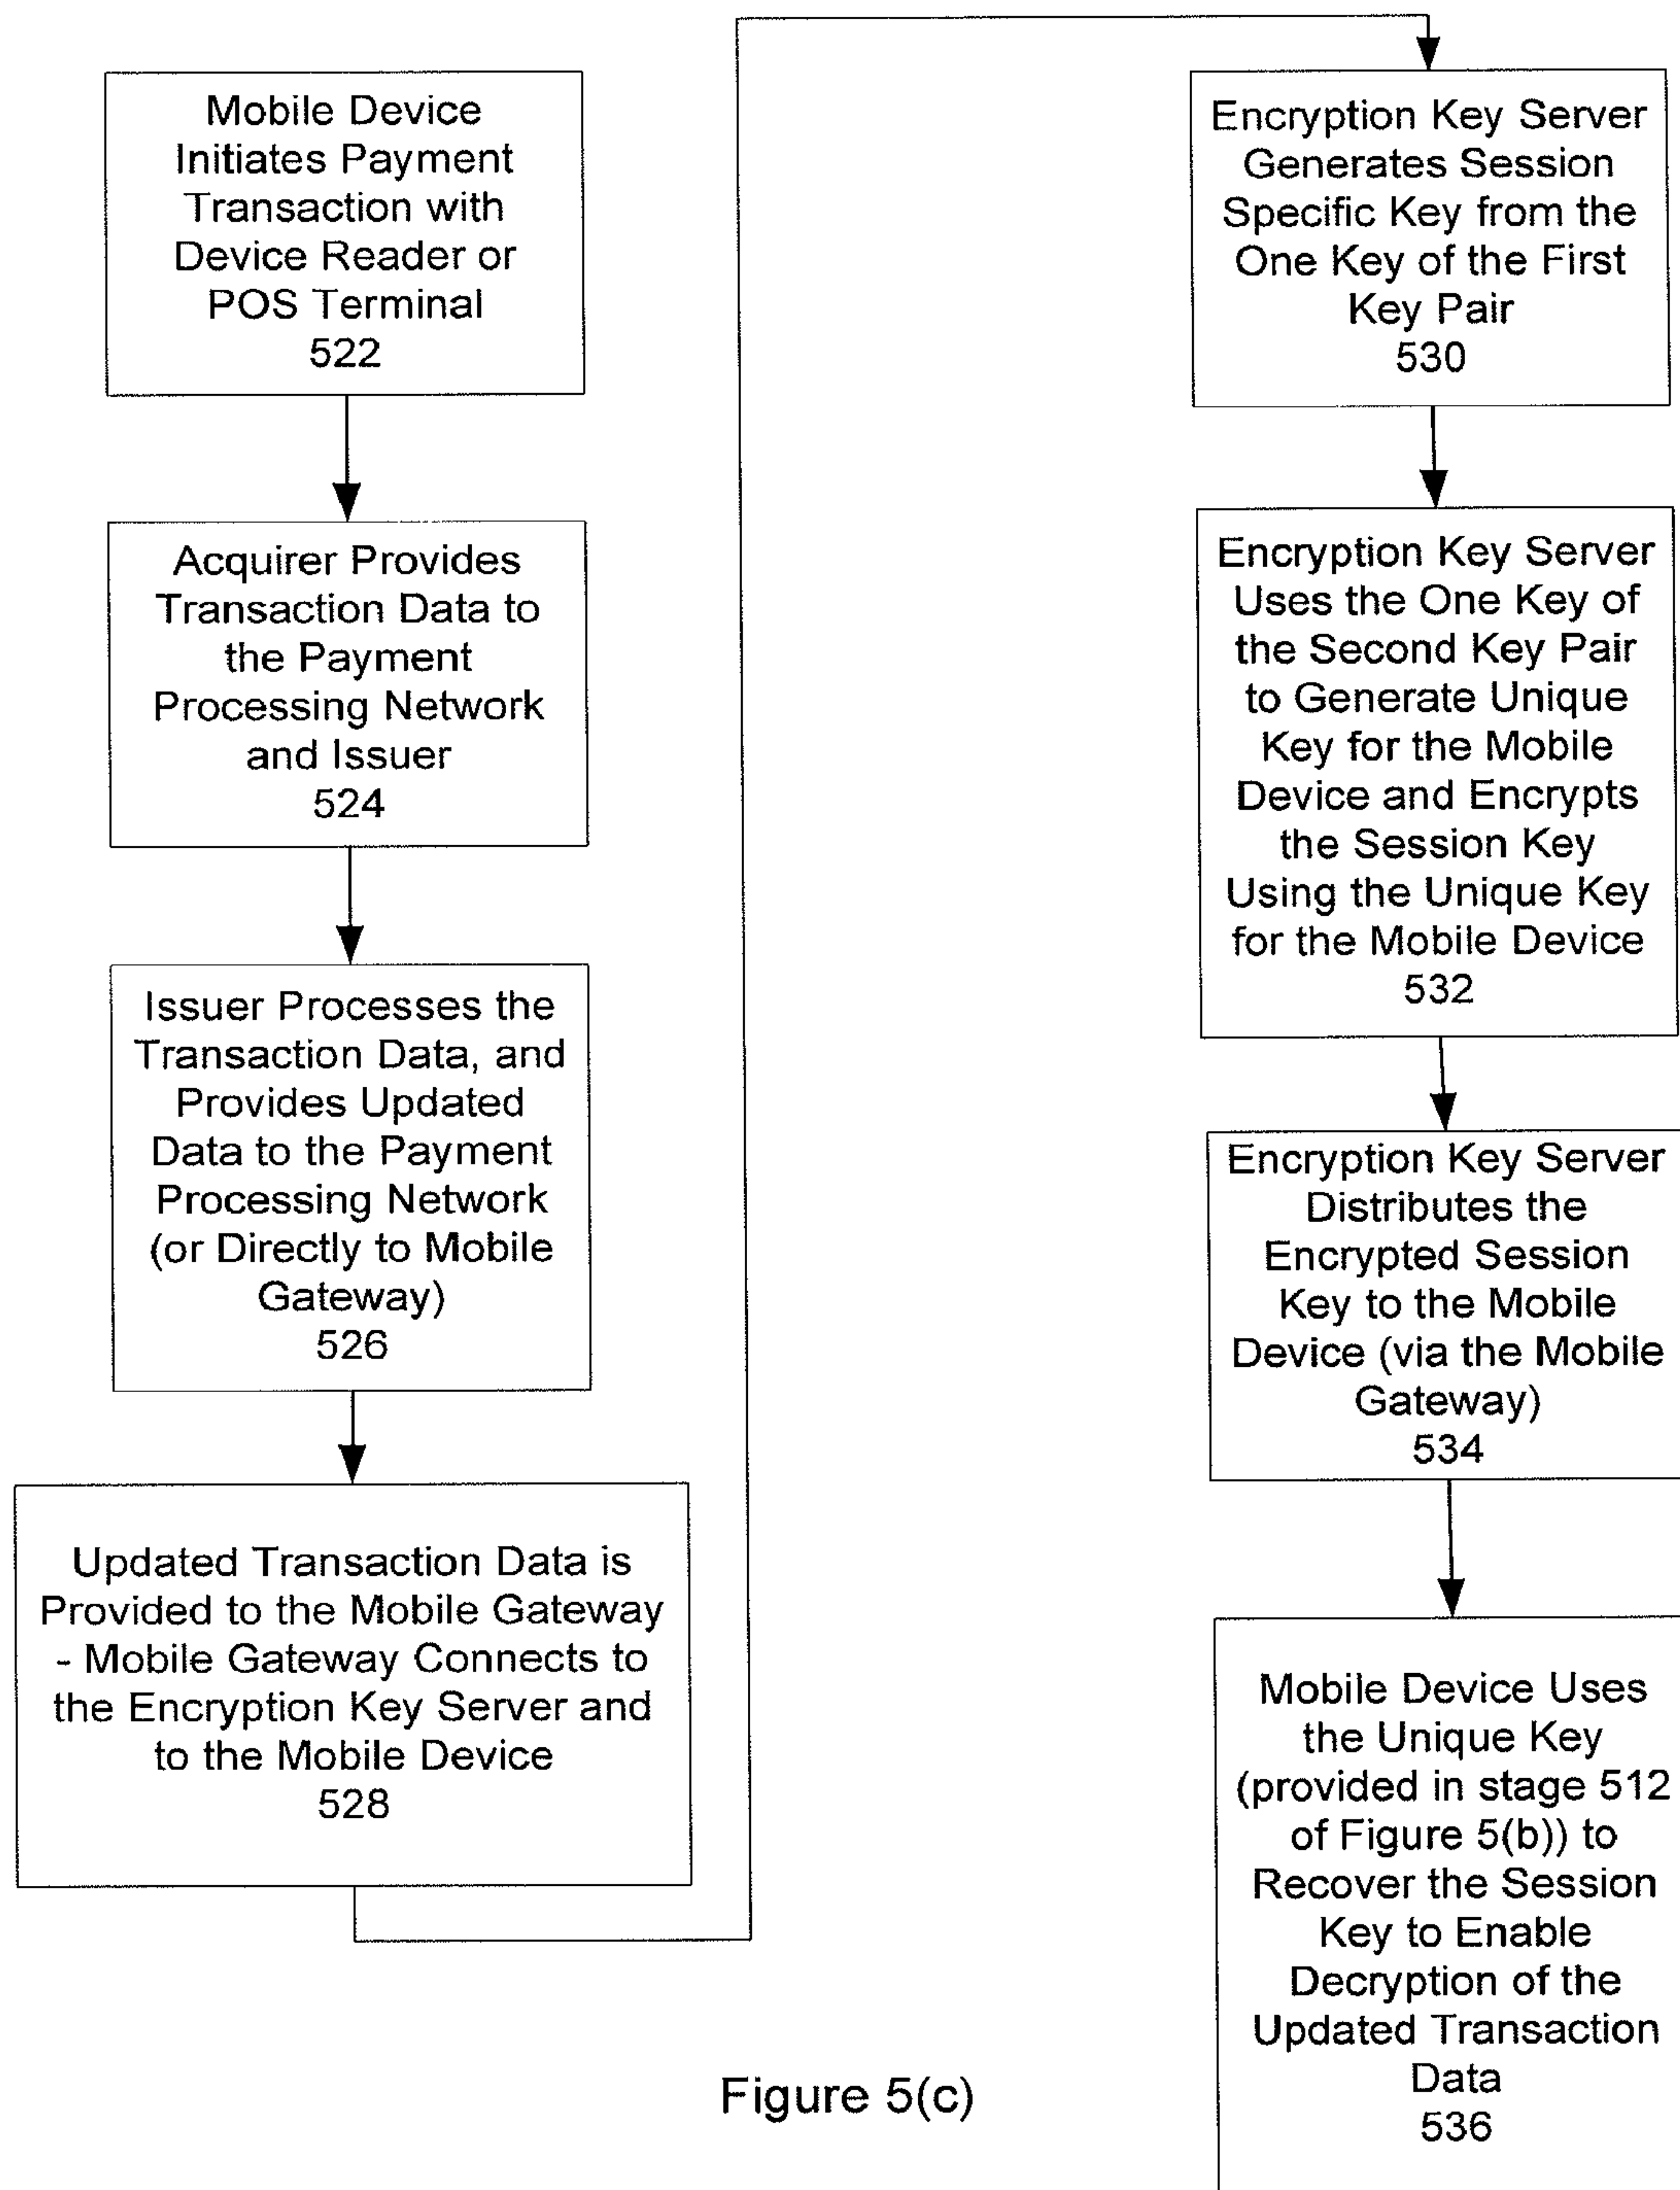 Mobile Device
Initiates Payment
Transaction with
Device Reader or
POS Terminal
522
Acquirer Provides
Transaction Data to
the Payment
Processing Network
and Issuer
524
Issuer Processes the
Transaction Data, and
Provides Updated
Data to the Payment
Processing Network
(or Directly to Mobile
Gateway)
526
Updated Transaction Data is
Provided to the Mobile Gateway
- Mobile Gateway Connects to
the Encryption Key Server and
to the Mobile Device
528
Encryption Key Server
Generates Session
Specific Key from the
One Key of the First
Key Pair
530
Encryption Key Server
Uses the One Key of
the Second Key Pair
to Generate Unique
Key for the Mobile
Device and Encrypts
the Session Key
Using the Unique Key
for the Mobile Device
532
Encryption Key Server
Distributes the
Encrypted Session
Key to the Mobile
Device (via the Mobile
Gateway)
534
Mobile Device Uses
the Unique Key
(provided in stage 512
of Figure 5(b)) to
Recover the Session
Key to Enable
Decryption of the
Updated Transaction
Data
536
Figure 5(c)